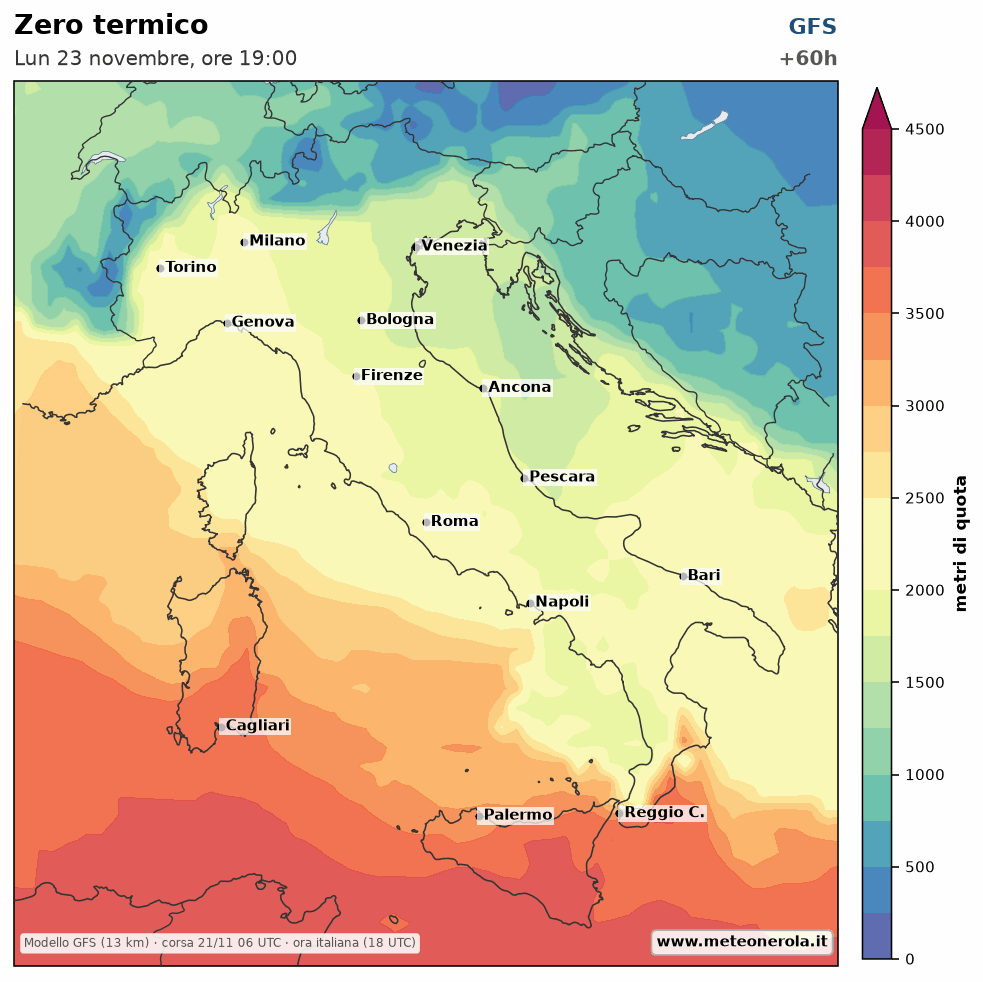 Zero termico
GFS
Lun 23 novembre, ore 19:00
+60h
Milano
Venezia
Torino
Genova
Bologna
Firenze
Ancona
Pescara
Roma
Bari
Napoli
Cagliari
Palermo
Reggio C.
4500
4000
3500
3000
2500
2000
1500
1000
500
0
metri di quota
Modello GFS (13 km) · corsa 21/11 06 UTC · ora italiana (18 UTC)
www.meteonerola.it